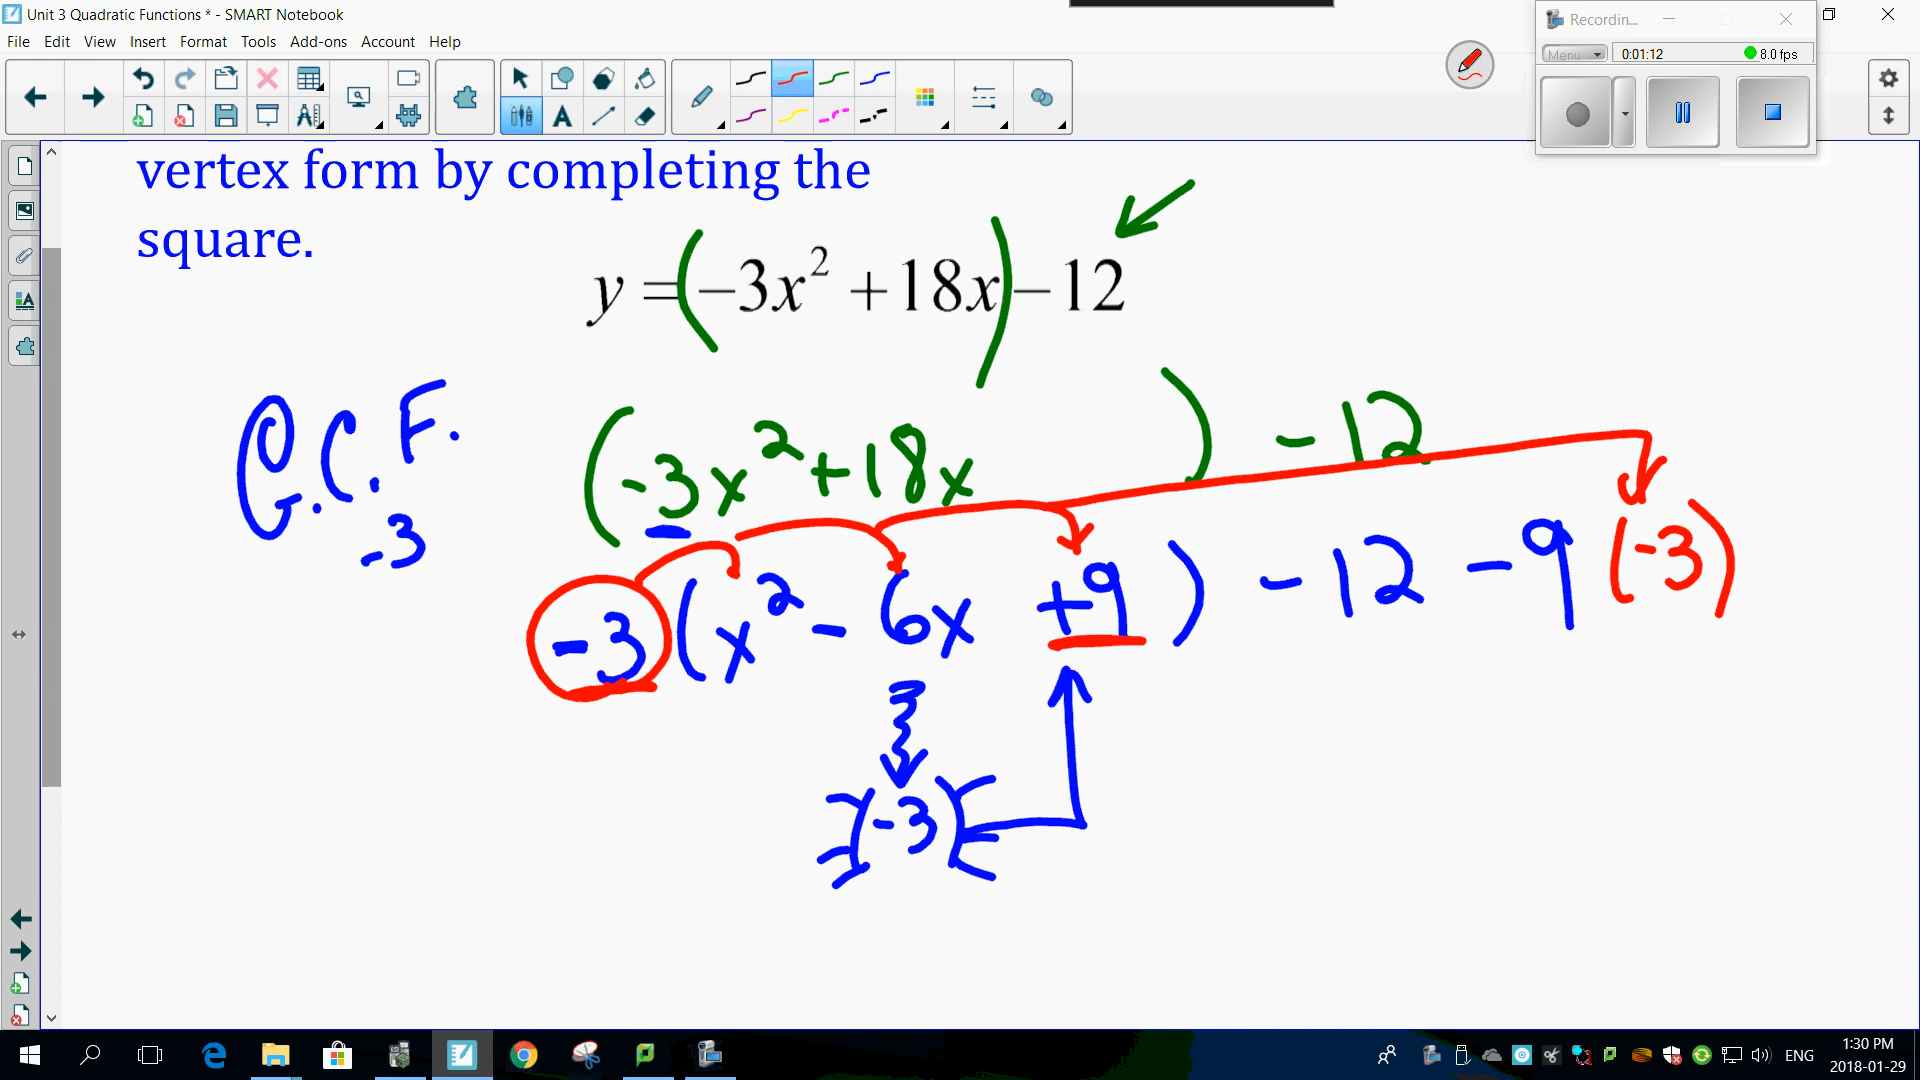 Unit 3 Quadratic Functions * - SMART Notebook
Recordin...
File Edit View Insert Format Tools Add-ons Account Help
Menu 0:01:12 8.0 fps
vertex form by completing the
square.
y = (-3x² + 18x) - 12
G.C.F.
-3
(-3x² + 18x ) - 12
-3(x² - 6x +9) - 12 - 9(-3)
(-3)
ENG
1:30 PM
2018-01-29